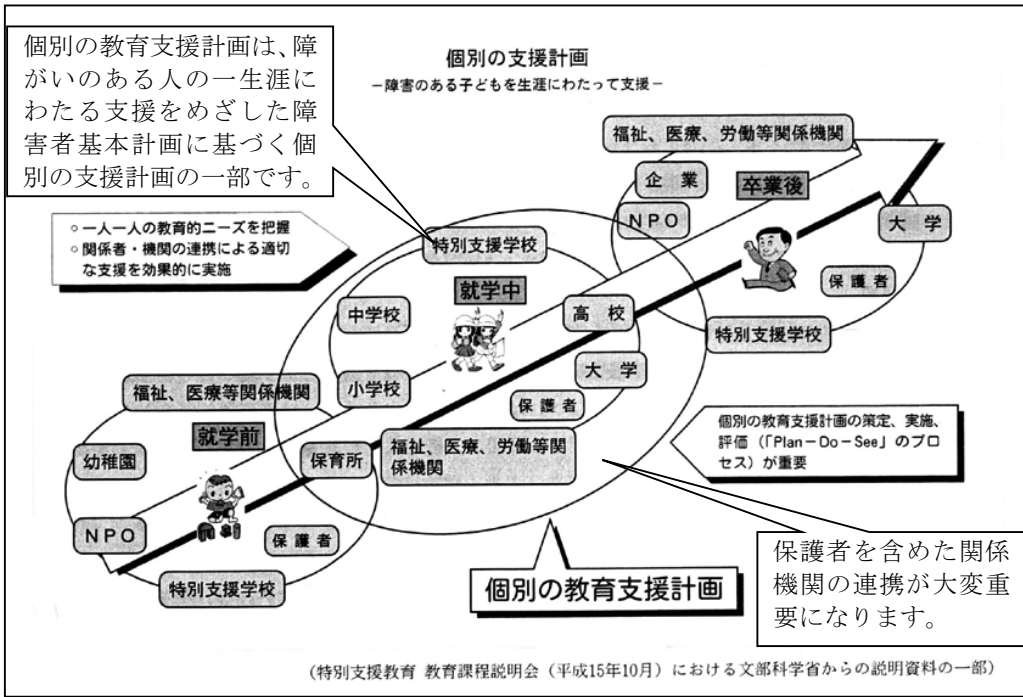 個別の教育支援計画は、障
がいのある人の一生涯に
わたる支援をめざした障
害者基本計画に基づく個
別の支援計画の一部です。
個別の支援計画
－障害のある子どもを生涯にわたって支援－
福祉、医療、労働等関係機関
企　業
卒業後
NPO
大　学
保護者
特別支援学校
○一人一人の教育的ニーズを把握
○関係者・機関の連携による適切
な支援を効果的に実施
特別支援学校
就学中
中学校
高　校
小学校
大　学
保護者
福祉、医療、労働等関
係機関
福祉、医療等関係機関
就学前
幼稚園
保育所
NPO
保護者
特別支援学校
個別の教育支援計画の策定、実施、
評価（「Plan－Do－See」のプロ
セス）が重要
個別の教育支援計画
保護者を含めた関係
機関の連携が大変重
要になります。
(特別支援教育 教育課程説明会（平成15年10月）における文部科学省からの説明資料の一部)